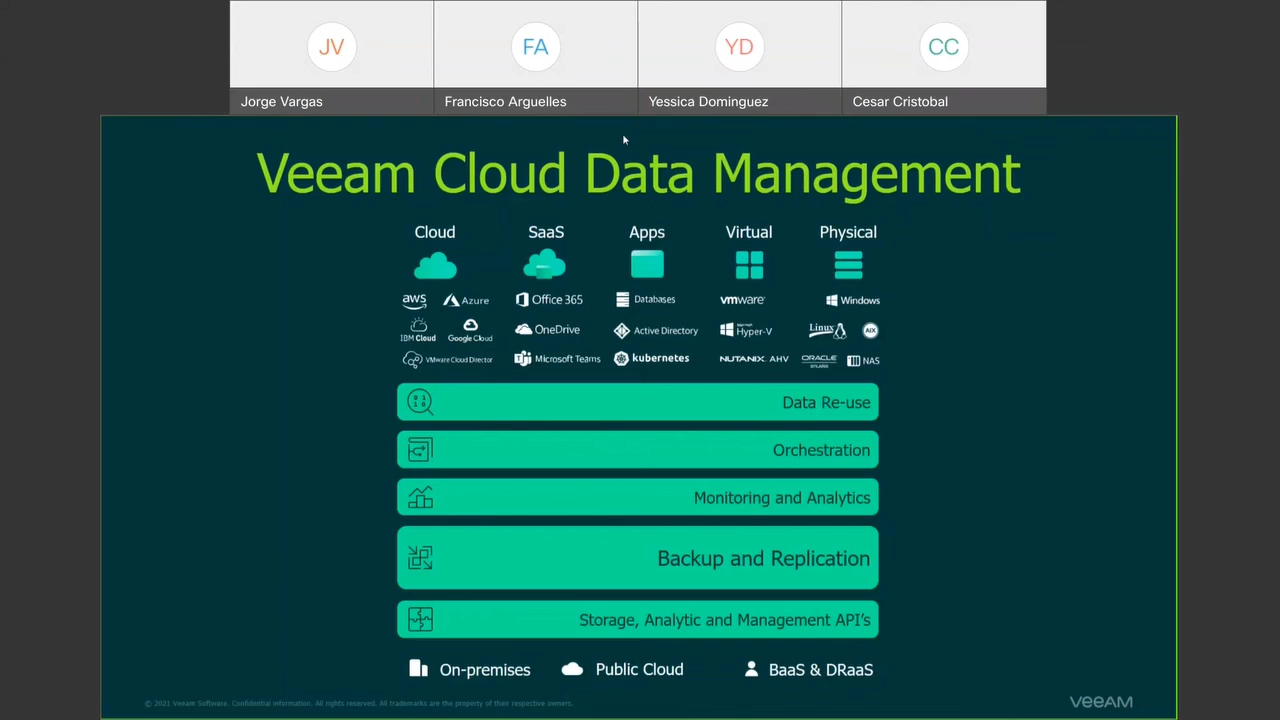 JV FA YD CC
Jorge Vargas Francisco Arguelles Yessica Dominguez Cesar Cristobal
Veeam Cloud Data Management
Cloud SaaS Apps Virtual Physical
aws Azure Office 365 Databases vmware Windows
IBM Cloud Google Cloud OneDrive Active Directory Microsoft Hyper-V Linux AIX
VMware Cloud Director Microsoft Teams kubernetes NUTANIX AHV ORACLE SOLARIS NAS
Data Re-use
Orchestration
Monitoring and Analytics
Backup and Replication
Storage, Analytic and Management API's
On-premises Public Cloud BaaS & DRaaS
© 2021 Veeam Software. Confidential information. All rights reserved. All trademarks are the property of their respective owners.
VEEAM